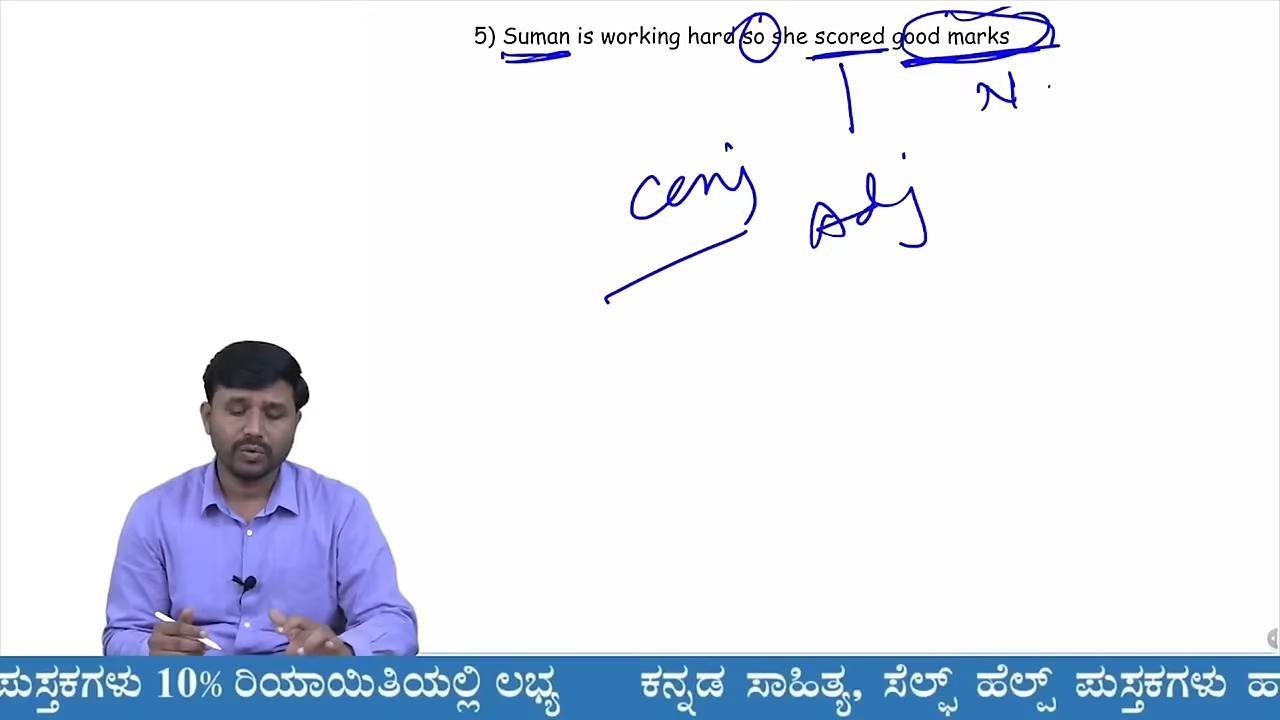 5) Suman is working hard so she scored good marks
N
conj
Adj
ಪುಸ್ತಕಗಳು 10% ರಿಯಾಯಿತಿಯಲ್ಲಿ ಲಭ್ಯ ಕನ್ನಡ ಸಾಹಿತ್ಯ, ಸೆಲ್ಫ್ ಹೆಲ್ಪ್ ಪುಸ್ತಕಗಳು ಹಾ